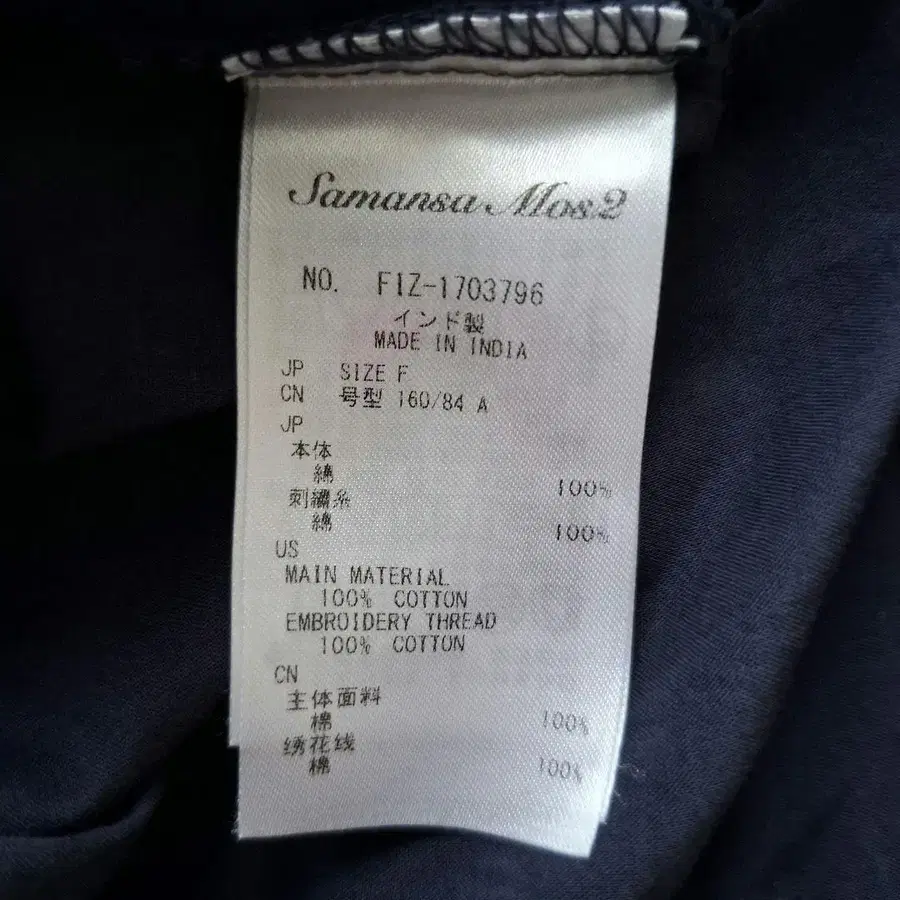 Samansa Mos2
NO. FIZ-1703796
インド製
MADE IN INDIA
JP SIZE F
CN 号型 160/84 A
JP
本体
綿 100%
刺繍糸
綿 100%
US
MAIN MATERIAL
100% COTTON
EMBROIDERY THREAD
100% COTTON
CN
主体面料
棉 100%
绣花线
棉 100%